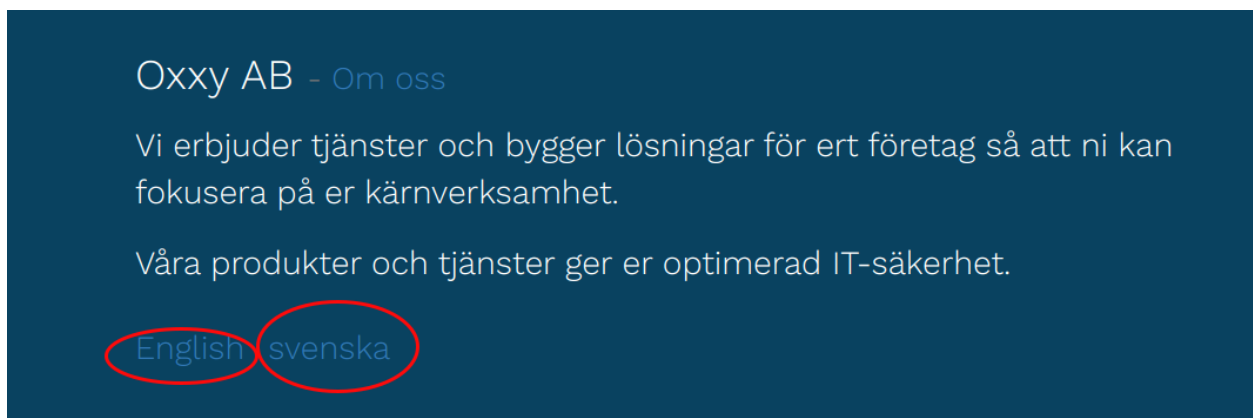 Oxxy AB - Om oss
Vi erbjuder tjänster och bygger lösningar för ert företag så att ni kan
fokusera på er kärnverksamhet.
Våra produkter och tjänster ger er optimerad IT-säkerhet.
English svenska